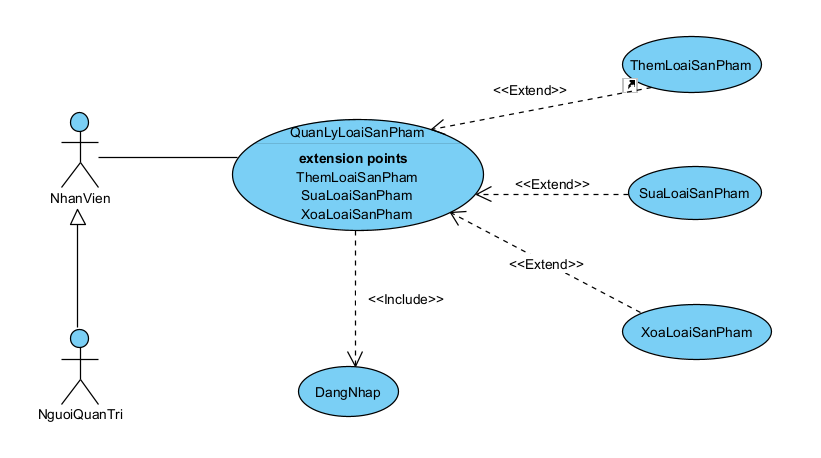 ThemLoaiSanPham
<<Extend>>
QuanLyLoaiSanPham
extension points
ThemLoaiSanPham
SuaLoaiSanPham
XoaLoaiSanPham
NhanVien
<<Extend>>
SuaLoaiSanPham
<<Extend>>
<<Include>>
XoaLoaiSanPham
DangNhap
NguoiQuanTri